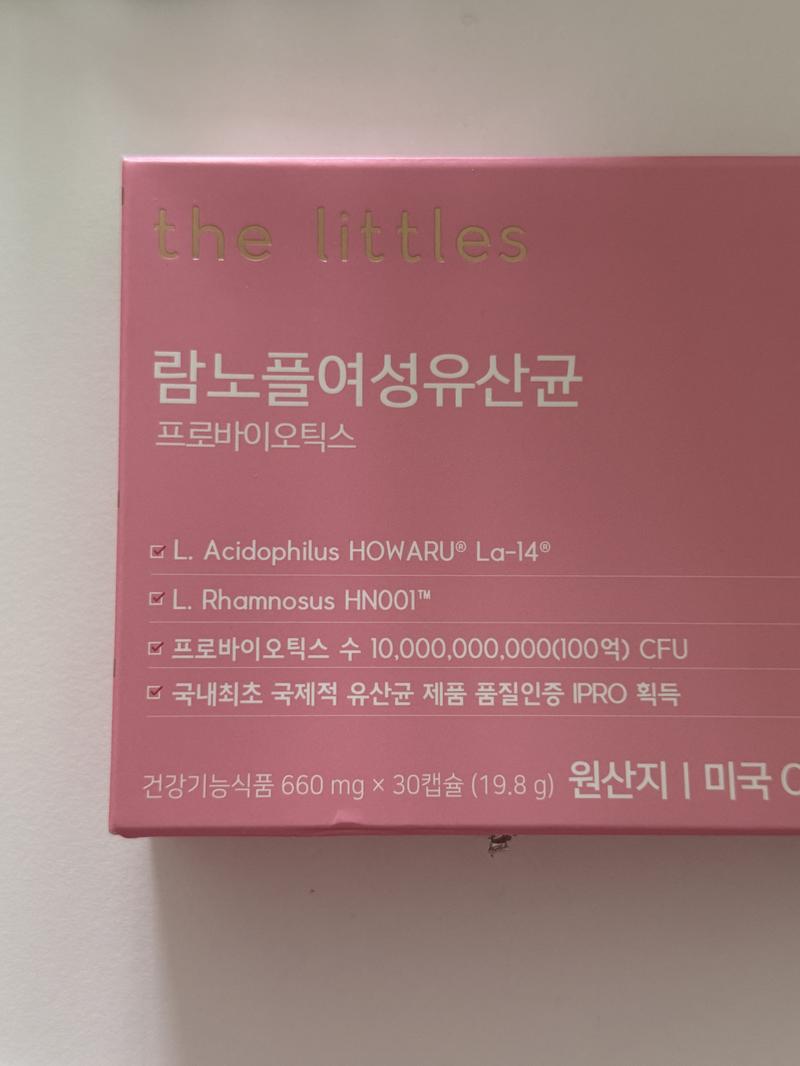 the littles
람노플여성유산균
프로바이오틱스
L. Acidophilus HOWARU® La-14®
L. Rhamnosus HN001™
프로바이오틱스 수 10,000,000,000(100억) CFU
국내최초 국제적 유산균 제품 품질인증 IPRO 획득
건강기능식품 660 mg × 30캡슐 (19.8 g) 원산지 | 미국